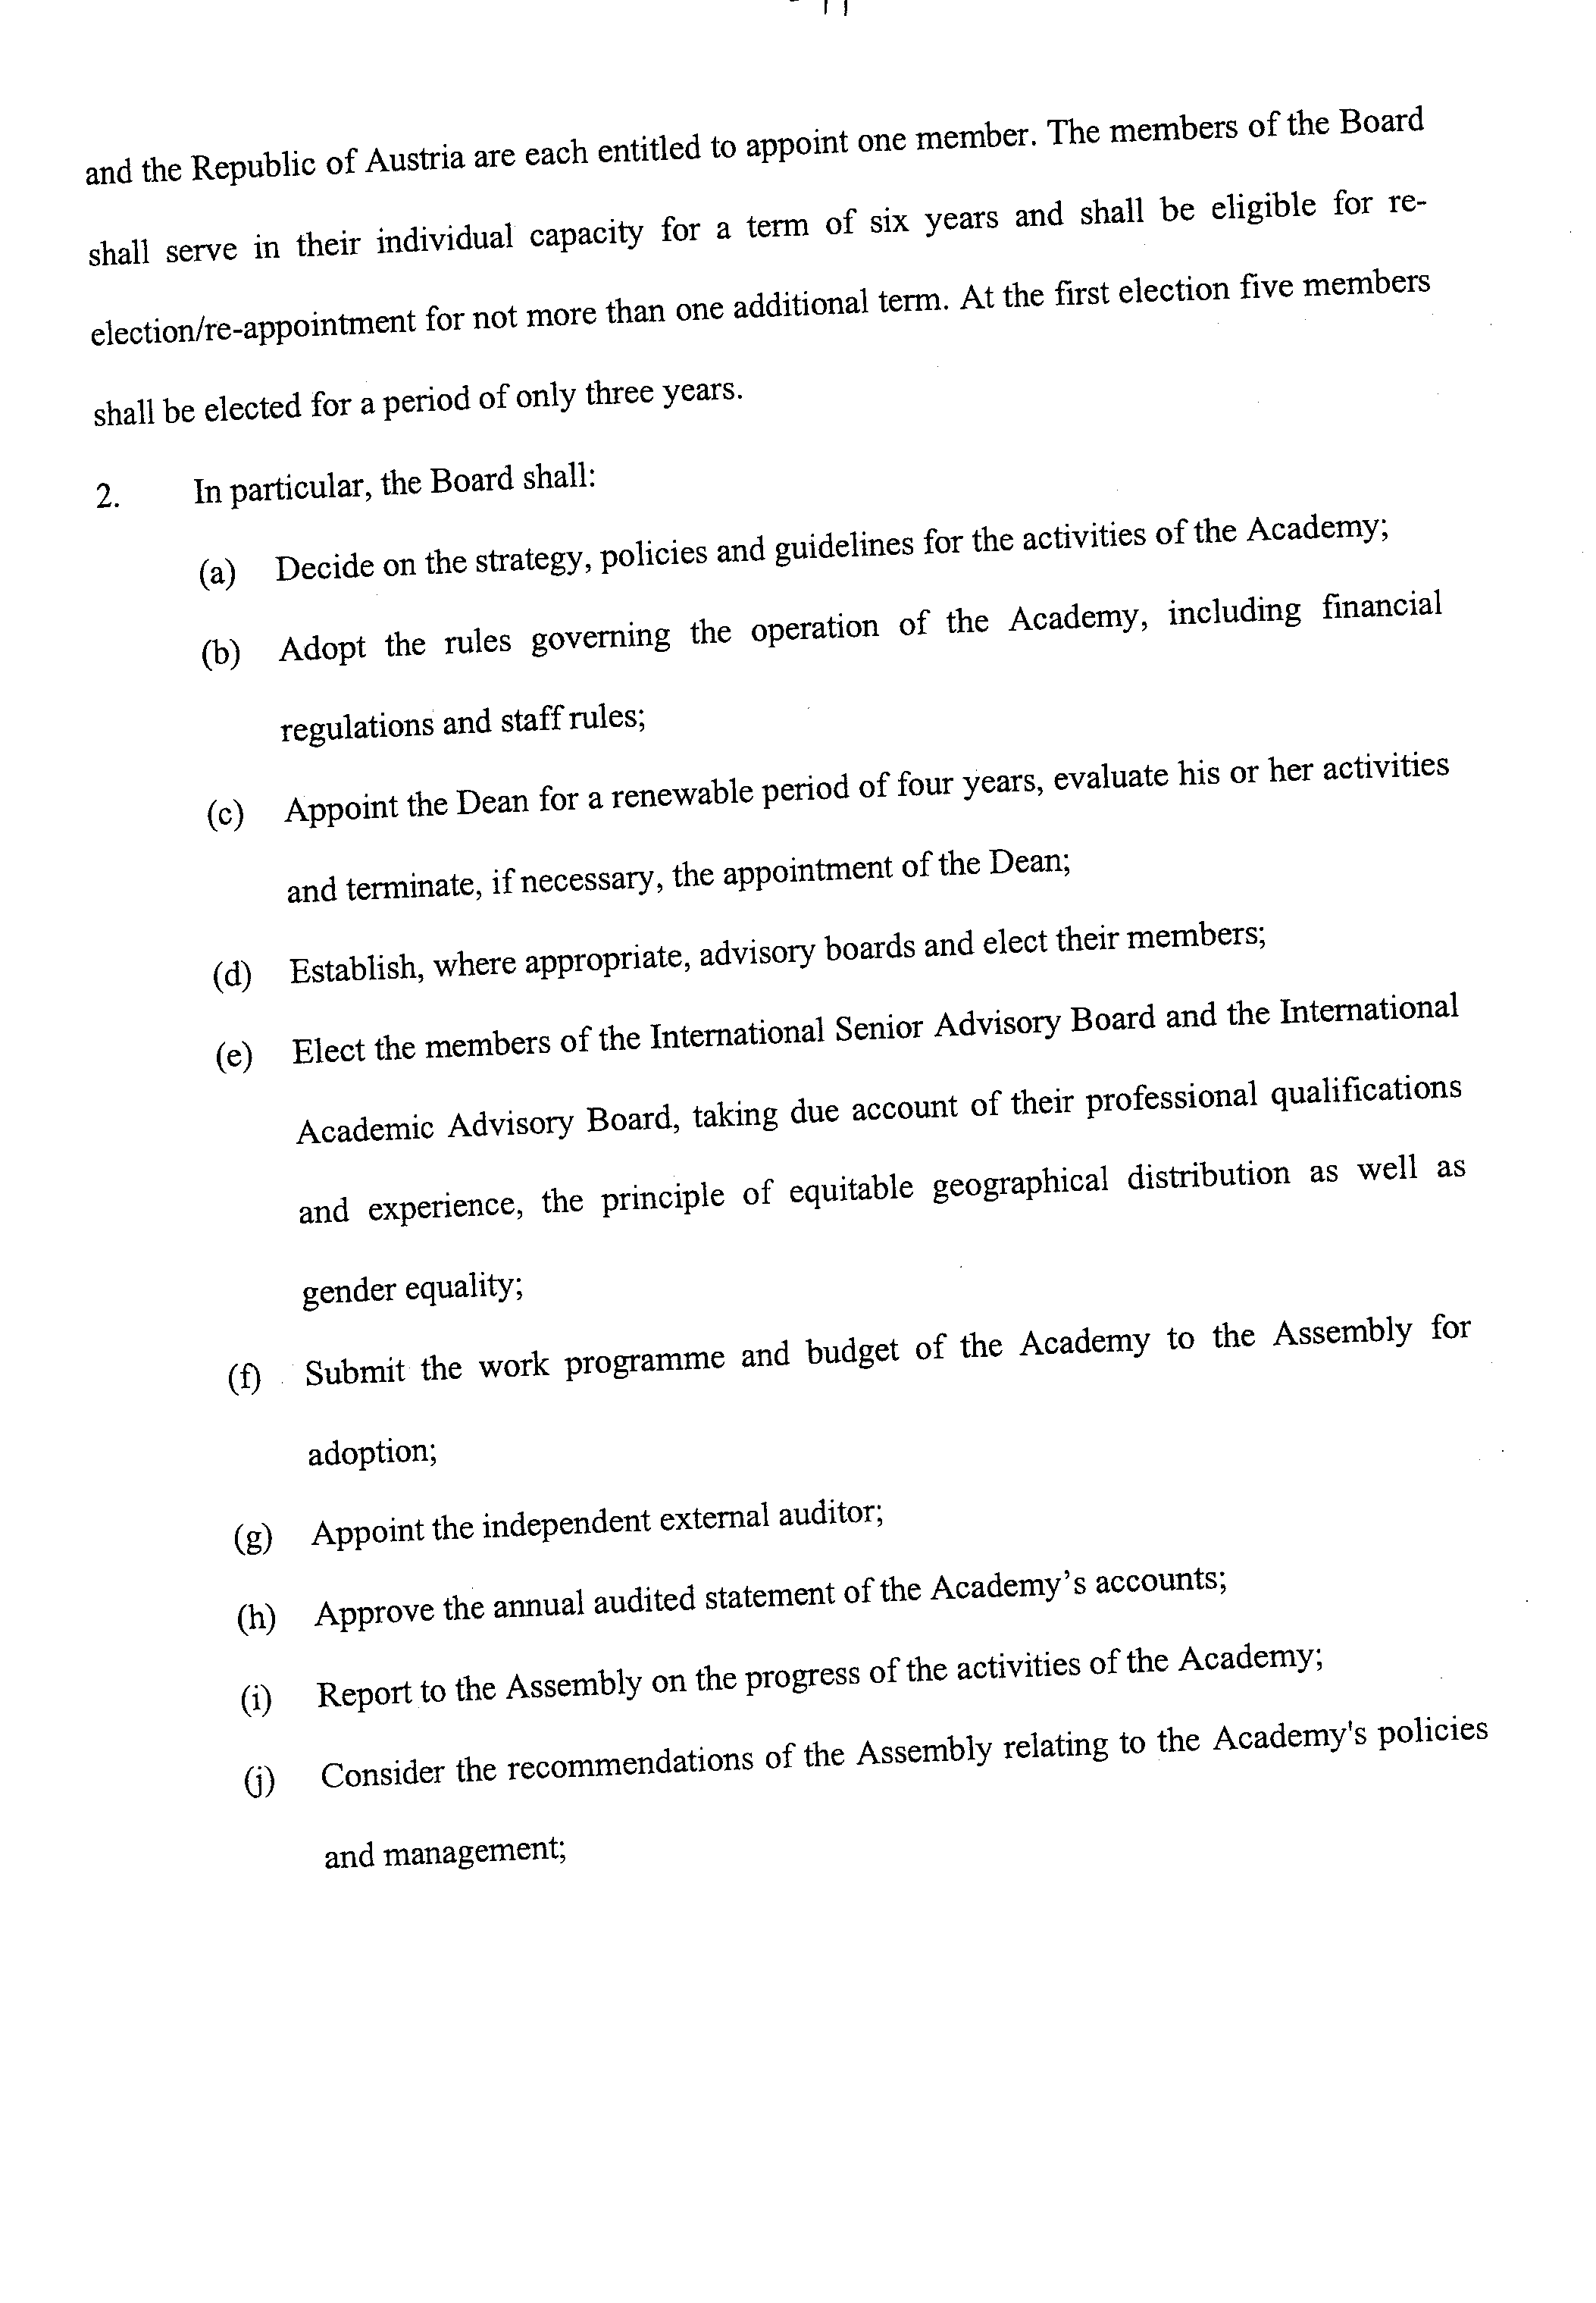 and the Republic of Austria are each entitled to appoint one member. The members of the Board
shall serve in their individual capacity for a term of six years and shall be eligible for re-
election/re-appointment for not more than one additional term. At the first election five members
shall be elected for a period of only three years.
2. In particular, the Board shall:
(a) Decide on the strategy, policies and guidelines for the activities of the Academy;
(b) Adopt the rules governing the operation of the Academy, including financial
regulations and staff rules;
(c) Appoint the Dean for a renewable period of four years, evaluate his or her activities
and terminate, if necessary, the appointment of the Dean;
(d) Establish, where appropriate, advisory boards and elect their members;
(e) Elect the members of the International Senior Advisory Board and the International
Academic Advisory Board, taking due account of their professional qualifications
and experience, the principle of equitable geographical distribution as well as
gender equality;
(f) Submit the work programme and budget of the Academy to the Assembly for
adoption;
(g) Appoint the independent external auditor;
(h) Approve the annual audited statement of the Academy’s accounts;
(i) Report to the Assembly on the progress of the activities of the Academy;
(j) Consider the recommendations of the Assembly relating to the Academy's policies
and management;